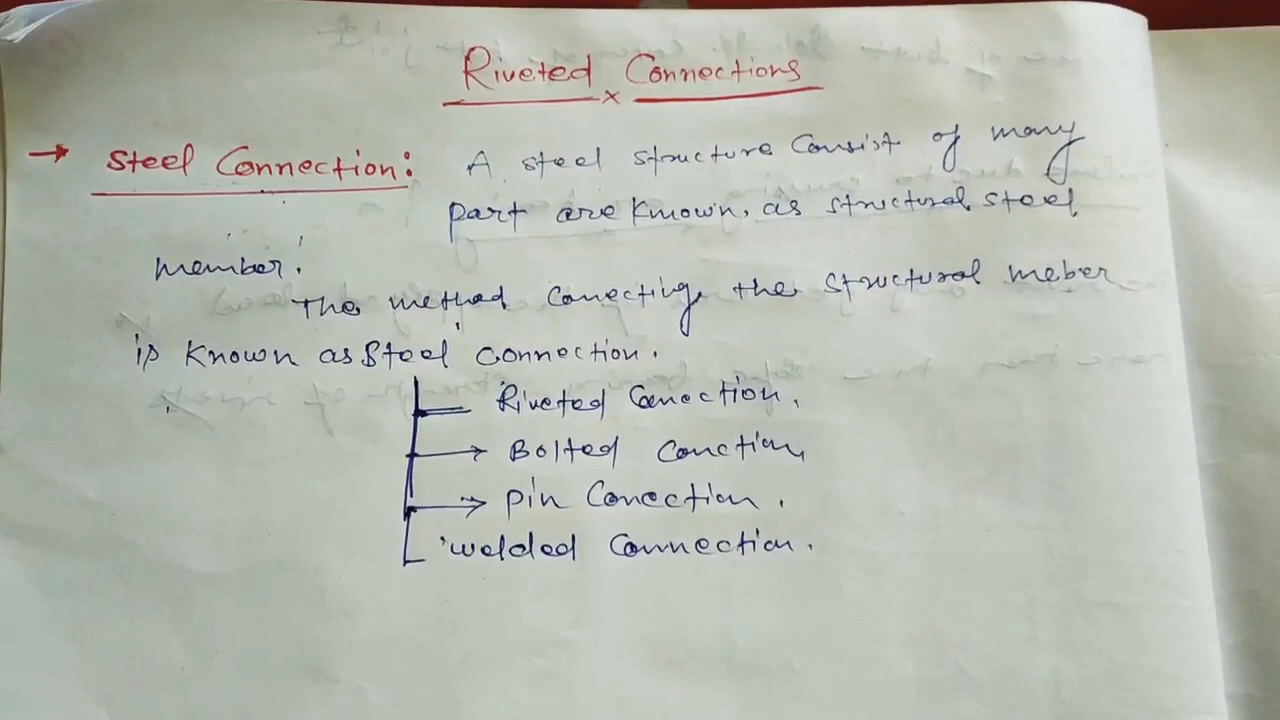 Riveted Connections
→ Steel Connection: A steel structure Consist of many
part are known, as structural steel
member.
The method conecting the structural meber
is known as Steel connection.
Riveted Conection.
→ Bolted Conction
→ Pin Conection.
welded Connection.